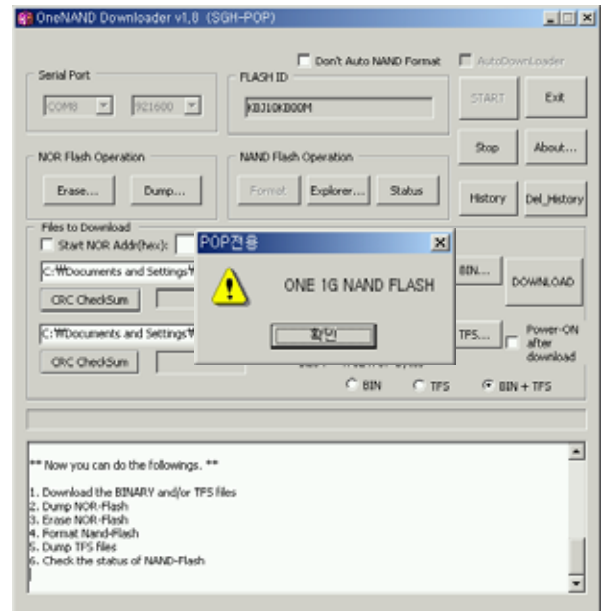 OneNAND Downloader v1,8 (SGH-POP)
Don't Auto NAND Format
AutoDownLoader
Serial Port
FLASH ID
COM8
921600
START
Exit
Stop
About...
NOR Flash Operation
NAND Flash Operation
Erase...
Dump...
Format
Explorer...
Status
History
Del_History
Files to Download
Start NOR Addr(hex):
POP전용
C:₩Documents and Settings₩
BIN...
DOWNLOAD
ONE 1G NAND FLASH
CRC CheckSum
확인
C:₩Documents and Settings₩
TFS...
Power-ON
after
download
CRC CheckSum
BIN
TFS
BIN + TFS
** Now you can do the followings. **
1. Download the BINARY and/or TFS files
2. Dump NOR-Flash
3. Erase NOR-Flash
4. Format Nand-Flash
5. Dump TFS files
6. Check the status of NAND-Flash